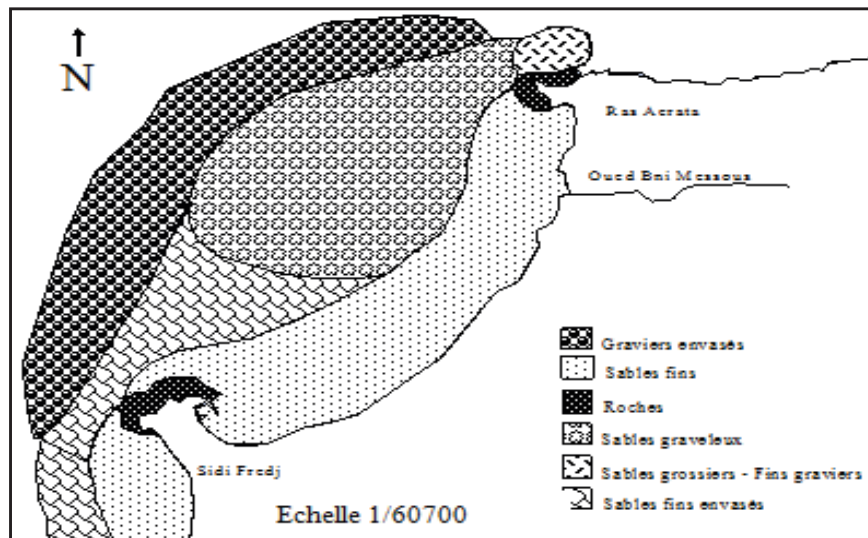 N
Ras Acrata
Oued Bni Messous
Graviers envasés
Sables fins
Roches
Sables graveleux
Sables grossiers - Fins graviers
Sables fins envasés
Sidi Fredj
Echelle 1/60700